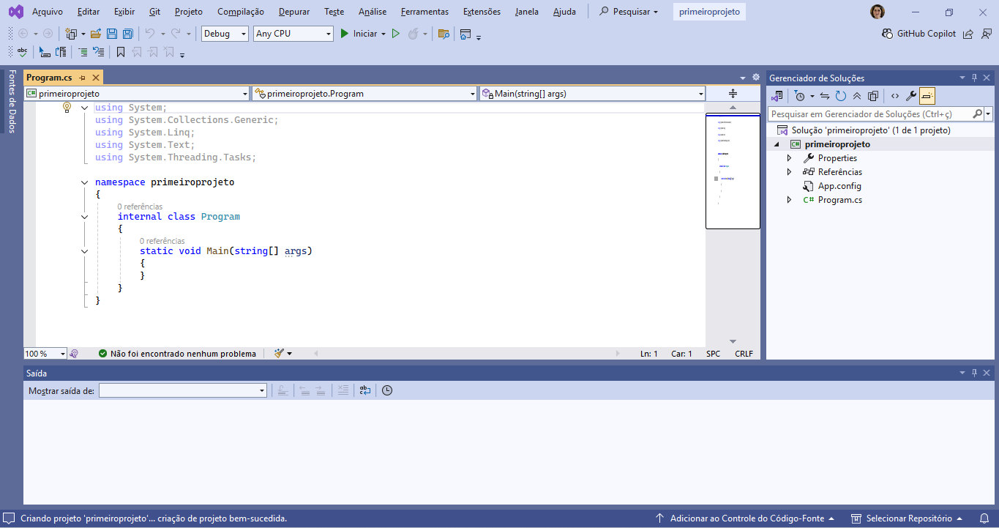 Arquivo Editar Exibir Git Projeto Compilação Depurar Teste Análise Ferramentas Extensões Janela Ajuda Pesquisar primeiroprojeto
Debug Any CPU Iniciar GitHub Copilot
abc
Fontes de Dados
Program.cs
primeiroprojeto primeiroprojeto.Program Main(string[] args)
using System;
using System.Collections.Generic;
using System.Linq;
using System.Text;
using System.Threading.Tasks;
namespace primeiroprojeto
{
0 referências
internal class Program
{
0 referências
static void Main(string[] args)
{
}
}
}
100 % Não foi encontrado nenhum problema Ln: 1 Car: 1 SPC CRLF
Gerenciador de Soluções
Pesquisar em Gerenciador de Soluções (Ctrl+ç)
Solução 'primeiroprojeto' (1 de 1 projeto)
C# primeiroprojeto
Properties
Referências
App.config
C# Program.cs
Saída
Mostrar saída de:
Criando projeto 'primeiroprojeto'... criação de projeto bem-sucedida. Adicionar ao Controle do Código-Fonte Selecionar Repositório